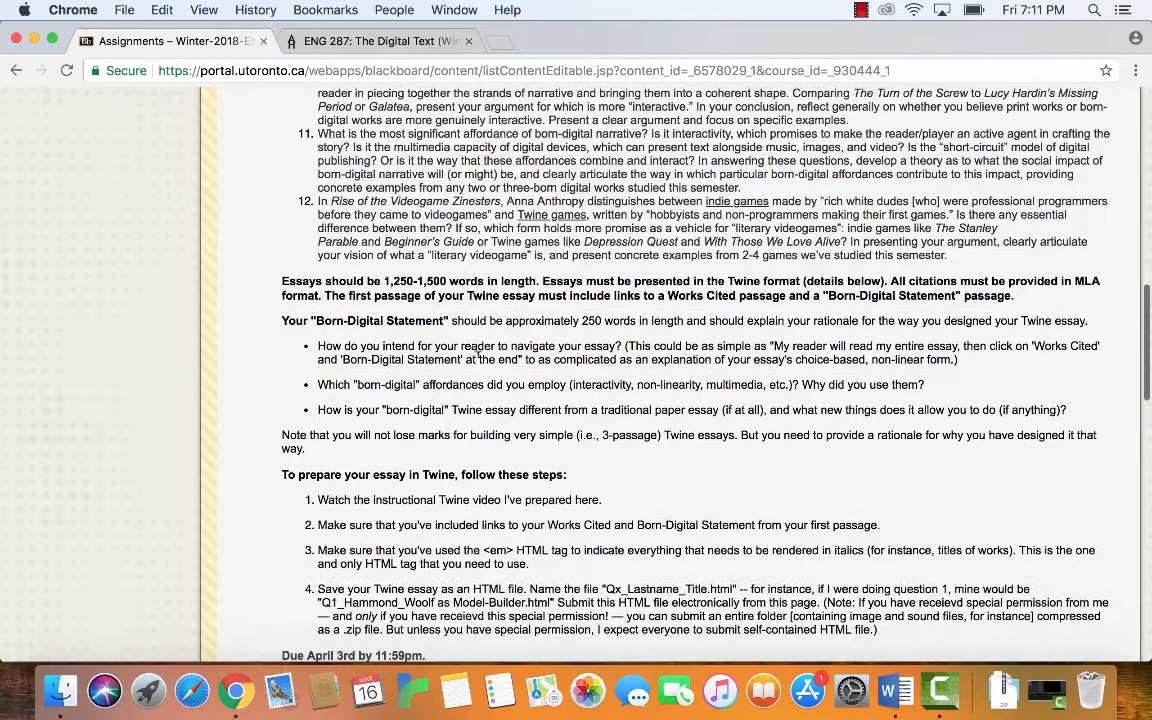 Chrome File Edit View History Bookmarks People Window Help Fri 7:11 PM
Bb Assignments – Winter-2018-E ENG 287: The Digital Text (Win
Secure https://portal.utoronto.ca/webapps/blackboard/content/listContentEditable.jsp?content_id=_6578029_1&course_id=_930444_1
reader in piecing together the strands of narrative and bringing them into a coherent shape. Comparing The Turn of the Screw to Lucy Hardin's Missing
Period or Galatea, present your argument for which is more “interactive.” In your conclusion, reflect generally on whether you believe print works or born-
digital works are more genuinely interactive. Present a clear argument and focus on specific examples.
11. What is the most significant affordance of born-digital narrative? Is it interactivity, which promises to make the reader/player an active agent in crafting the
story? Is it the multimedia capacity of digital devices, which can present text alongside music, images, and video? Is the “short-circuit” model of digital
publishing? Or is it the way that these affordances combine and interact? In answering these questions, develop a theory as to what the social impact of
born-digital narrative will (or might) be, and clearly articulate the way in which particular born-digital affordances contribute to this impact, providing
concrete examples from any two or three-born digital works studied this semester.
12. In Rise of the Videogame Zinesters, Anna Anthropy distinguishes between indie games made by “rich white dudes [who] were professional programmers
before they came to videogames” and Twine games, written by “hobbyists and non-programmers making their first games.” Is there any essential
difference between them? If so, which form holds more promise as a vehicle for “literary videogames”: indie games like The Stanley
Parable and Beginner's Guide or Twine games like Depression Quest and With Those We Love Alive? In presenting your argument, clearly articulate
your vision of what a “literary videogame” is, and present concrete examples from 2-4 games we've studied this semester.
Essays should be 1,250-1,500 words in length. Essays must be presented in the Twine format (details below). All citations must be provided in MLA
format. The first passage of your Twine essay must include links to a Works Cited passage and a "Born-Digital Statement" passage.
Your "Born-Digital Statement" should be approximately 250 words in length and should explain your rationale for the way you designed your Twine essay.
• How do you intend for your reader to navigate your essay? (This could be as simple as "My reader will read my entire essay, then click on 'Works Cited'
and 'Born-Digital Statement' at the end" to as complicated as an explanation of your essay's choice-based, non-linear form.)
• Which "born-digital" affordances did you employ (interactivity, non-linearity, multimedia, etc.)? Why did you use them?
• How is your "born-digital" Twine essay different from a traditional paper essay (if at all), and what new things does it allow you to do (if anything)?
Note that you will not lose marks for building very simple (i.e., 3-passage) Twine essays. But you need to provide a rationale for why you have designed it that
way.
To prepare your essay in Twine, follow these steps:
1. Watch the instructional Twine video I've prepared here.
2. Make sure that you've included links to your Works Cited and Born-Digital Statement from your first passage.
3. Make sure that you've used the <em> HTML tag to indicate everything that needs to be rendered in italics (for instance, titles of works). This is the one
and only HTML tag that you need to use.
4. Save your Twine essay as an HTML file. Name the file "Qx_Lastname_Title.html" -- for instance, if I were doing question 1, mine would be
"Q1_Hammond_Woolf as Model-Builder.html" Submit this HTML file electronically from this page. (Note: If you have receievd special permission from me
— and only if you have receievd this special permission! — you can submit an entire folder [containing image and sound files, for instance] compressed
as a .zip file. But unless you have special permission, I expect everyone to submit self-contained HTML file.)
Due April 3rd by 11:59pm.
MAR
16
1
ZIP